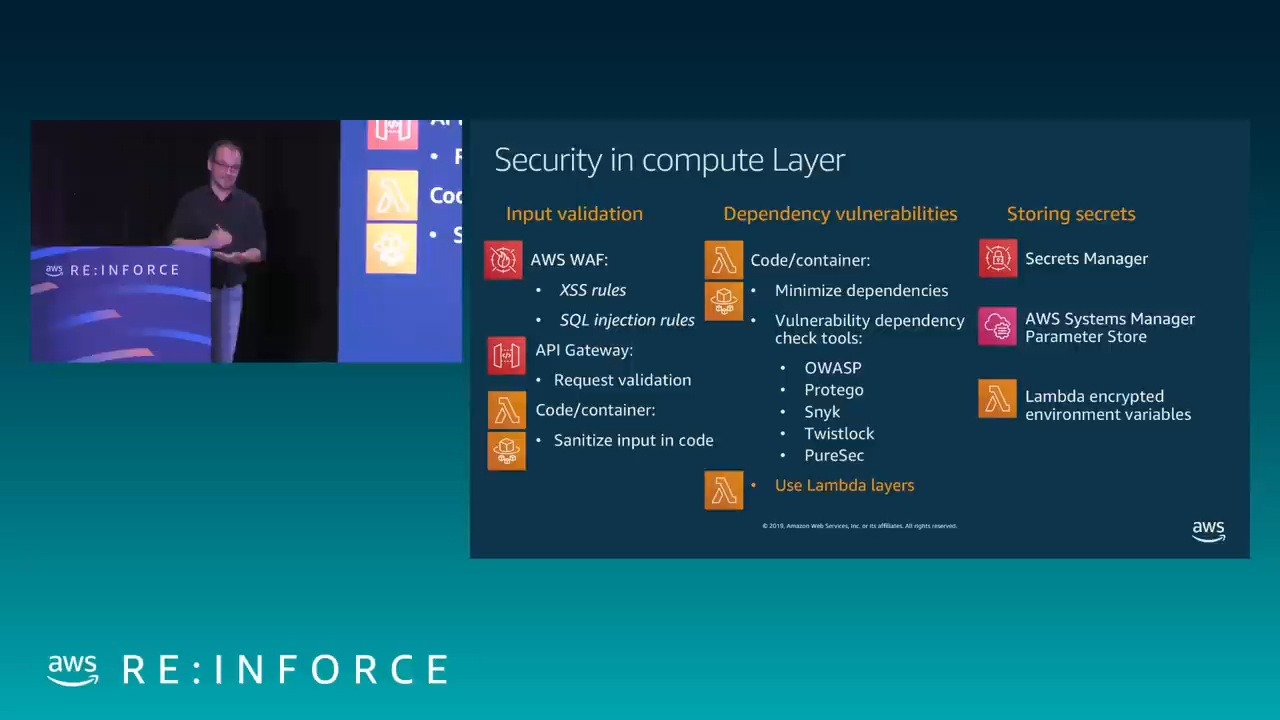 AP
• R
Cod
• S
aws RE:INFORCE
Security in compute Layer
Input validation
AWS WAF:
• XSS rules
• SQL injection rules
API Gateway:
• Request validation
Code/container:
• Sanitize input in code
Dependency vulnerabilities
Code/container:
• Minimize dependencies
• Vulnerability dependency
check tools:
• OWASP
• Protego
• Snyk
• Twistlock
• PureSec
• Use Lambda layers
Storing secrets
Secrets Manager
AWS Systems Manager
Parameter Store
Lambda encrypted
environment variables
© 2019, Amazon Web Services, Inc. or its affiliates. All rights reserved.
aws
aws RE:INFORCE